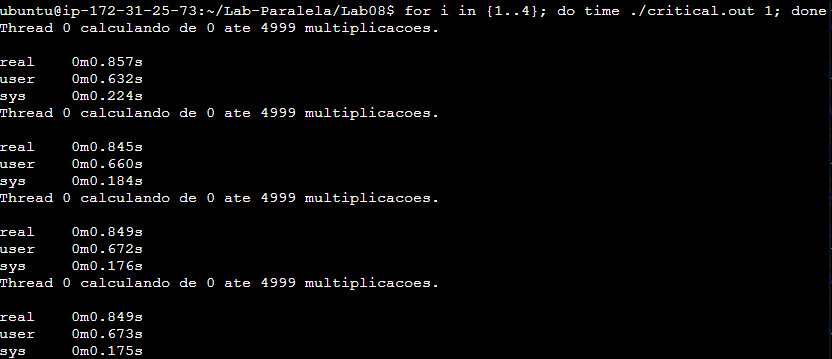 ubuntu@ip-172-31-25-73:~/Lab-Paralela/Lab08$ for i in {1..4}; do time ./critical.out 1; done
Thread 0 calculando de 0 ate 4999 multiplicacoes.
real 0m0.857s
user 0m0.632s
sys 0m0.224s
Thread 0 calculando de 0 ate 4999 multiplicacoes.
real 0m0.845s
user 0m0.660s
sys 0m0.184s
Thread 0 calculando de 0 ate 4999 multiplicacoes.
real 0m0.849s
user 0m0.672s
sys 0m0.176s
Thread 0 calculando de 0 ate 4999 multiplicacoes.
real 0m0.849s
user 0m0.673s
sys 0m0.175s